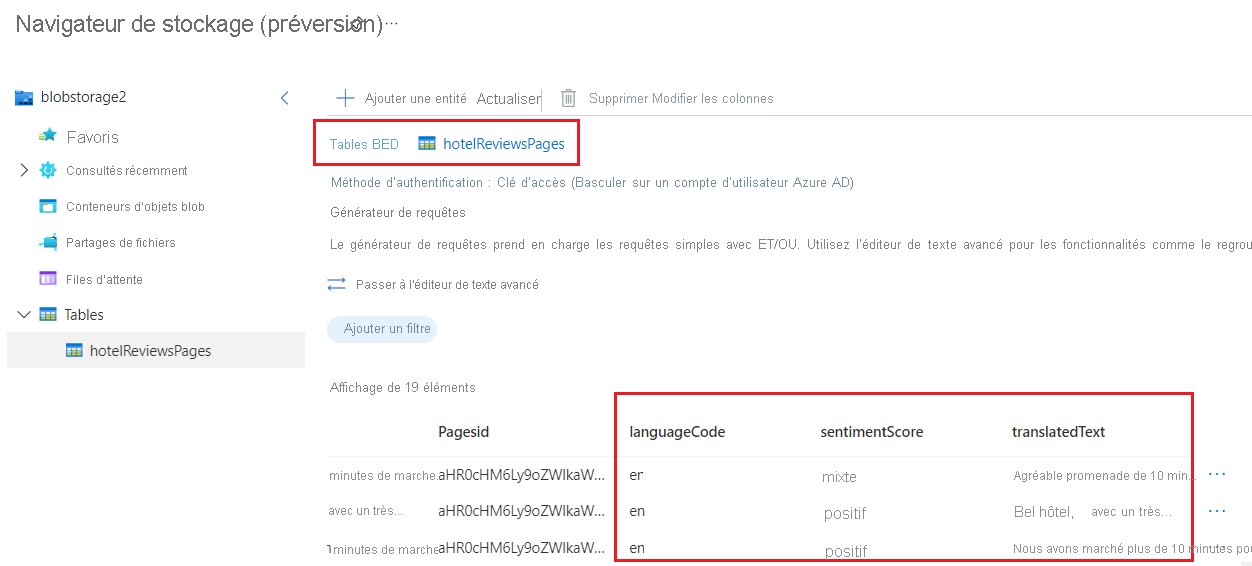 Navigateur de stockage (préversion)...
blobstorage2
Favoris
Consultés récemment
Conteneurs d'objets blob
Partages de fichiers
Files d'attente
Tables
hotelReviewsPages
Ajouter une entité Actualiser Supprimer Modifier les colonnes
Tables BED hotelReviewsPages
Méthode d'authentification : Clé d'accès (Basculer sur un compte d'utilisateur Azure AD)
Générateur de requêtes
Le générateur de requêtes prend en charge les requêtes simples avec ET/OU. Utilisez l'éditeur de texte avancé pour les fonctionnalités comme le regrou
Passer à l'éditeur de texte avancé
Ajouter un filtre
Affichage de 19 éléments
Pagesid languageCode sentimentScore translatedText
minutes de marche. aHR0cHM6Ly9oZWlkaW... en mixte Agréable promenade de 10 min... ...
avec un très... aHR0cHM6Ly9oZWlkaW... en positif Bel hôtel, avec un très... ...
minutes de marche aHR0cHM6Ly9oZWlkaW... en positif Nous avons marché plus de 10 minutes pou